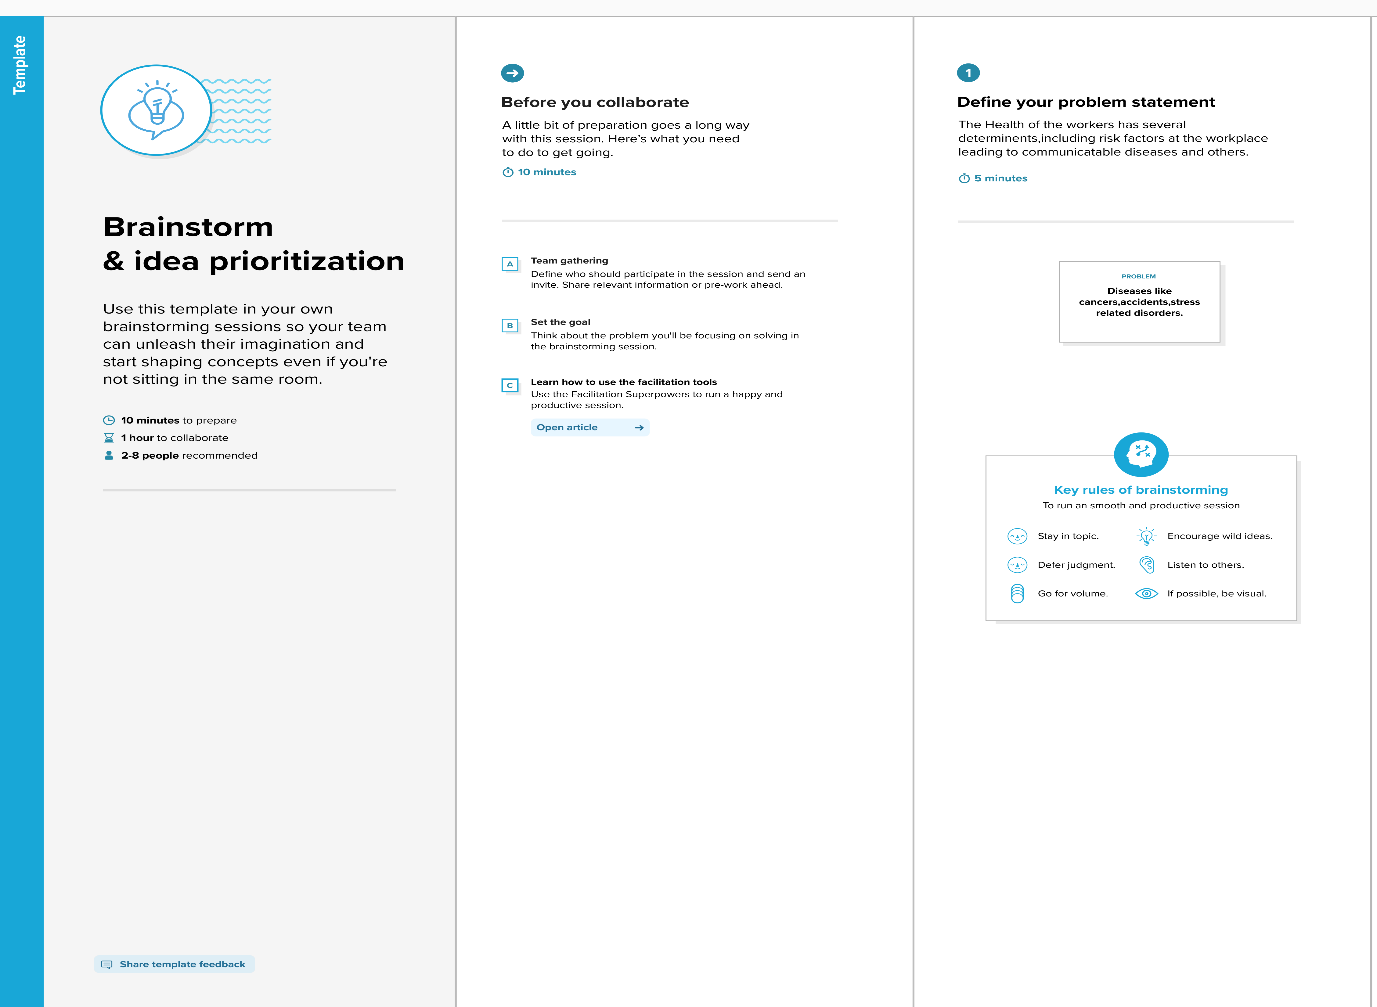 Template
Brainstorm
& idea prioritization
Use this template in your own
brainstorming sessions so your team
can unleash their imagination and
start shaping concepts even if you're
not sitting in the same room.
10 minutes to prepare
1 hour to collaborate
2-8 people recommended
Share template feedback
Before you collaborate
A little bit of preparation goes a long way
with this session. Here's what you need
to do to get going.
10 minutes
A
Team gathering
Define who should participate in the session and send an
invite. Share relevant information or pre-work ahead.
B
Set the goal
Think about the problem you'll be focusing on solving in
the brainstorming session.
C
Learn how to use the facilitation tools
Use the Facilitation Superpowers to run a happy and
productive session.
Open article
1
Define your problem statement
The Health of the workers has several
determinents,including risk factors at the workplace
leading to communicatable diseases and others.
5 minutes
PROBLEM
Diseases like
cancers,accidents,stress
related disorders.
Key rules of brainstorming
To run an smooth and productive session
Stay in topic.
Encourage wild ideas.
Defer judgment.
Listen to others.
Go for volume.
If possible, be visual.